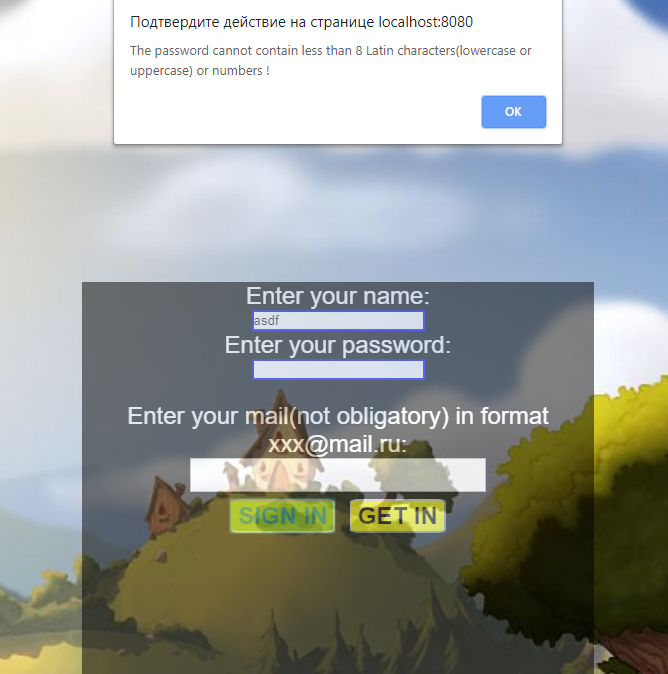 Подтвердите действие на странице localhost:8080
The password cannot contain less than 8 Latin characters(lowercase or
uppercase) or numbers !
OK
Enter your name:
asdf
Enter your password:
Enter your mail(not obligatory) in format
xxx@mail.ru:
SIGN IN GET IN